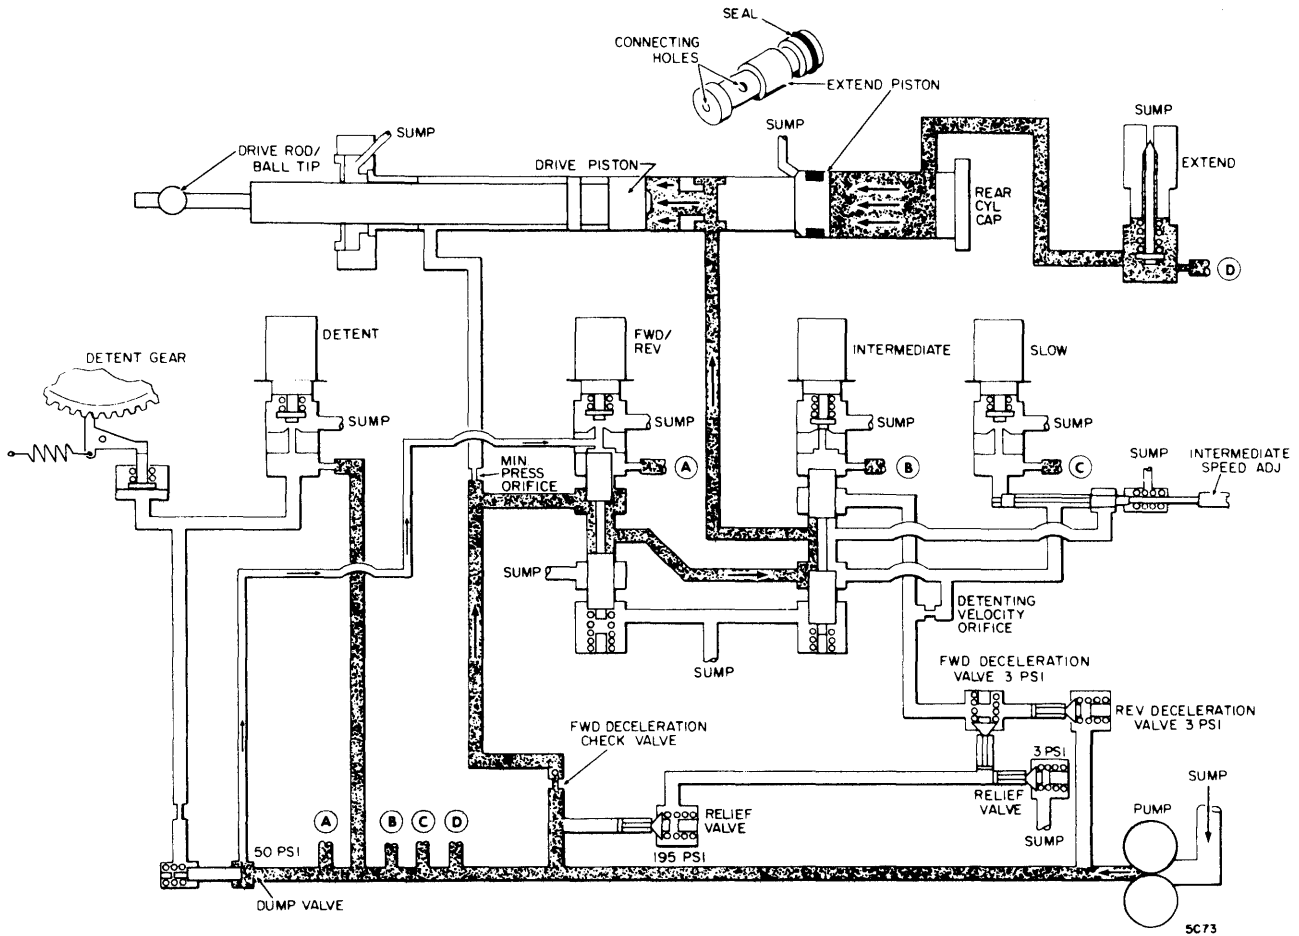 SEAL
CONNECTING
HOLES
EXTEND PISTON
SUMP
SUMP
SUMP
DRIVE ROD/
BALL TIP
DRIVE PISTON
EXTEND
REAR
CYL
CAP
D
DETENT
FWD/
REV
INTERMEDIATE
SLOW
DETENT GEAR
SUMP
SUMP
SUMP
SUMP
SUMP
INTERMEDIATE
SPEED ADJ
MIN.
PRESS
ORIFICE
A
B
C
SUMP
DETENTING
VELOCITY
ORIFICE
SUMP
FWD DECELERATION
VALVE 3 PSI
REV DECELERATION
VALVE 3 PSI
FWD DECELERATION
CHECK VALVE
3 PSI
SUMP
RELIEF
VALVE
RELIEF
VALVE
PUMP
SUMP
A
B
C
D
50 PSI
195 PSI
DUMP VALVE
5C73